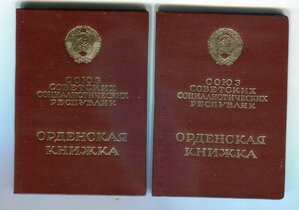 СОЮЗ
СОВЕТСКИХ
СОЦИАЛИСТИЧЕСКИХ
РЕСПУБЛИК
ОРДЕНСКАЯ
КНИЖКА
СОЮЗ
СОВЕТСКИХ
СОЦИАЛИСТИЧЕСКИХ
РЕСПУБЛИК
ОРДЕНСКАЯ
КНИЖКА